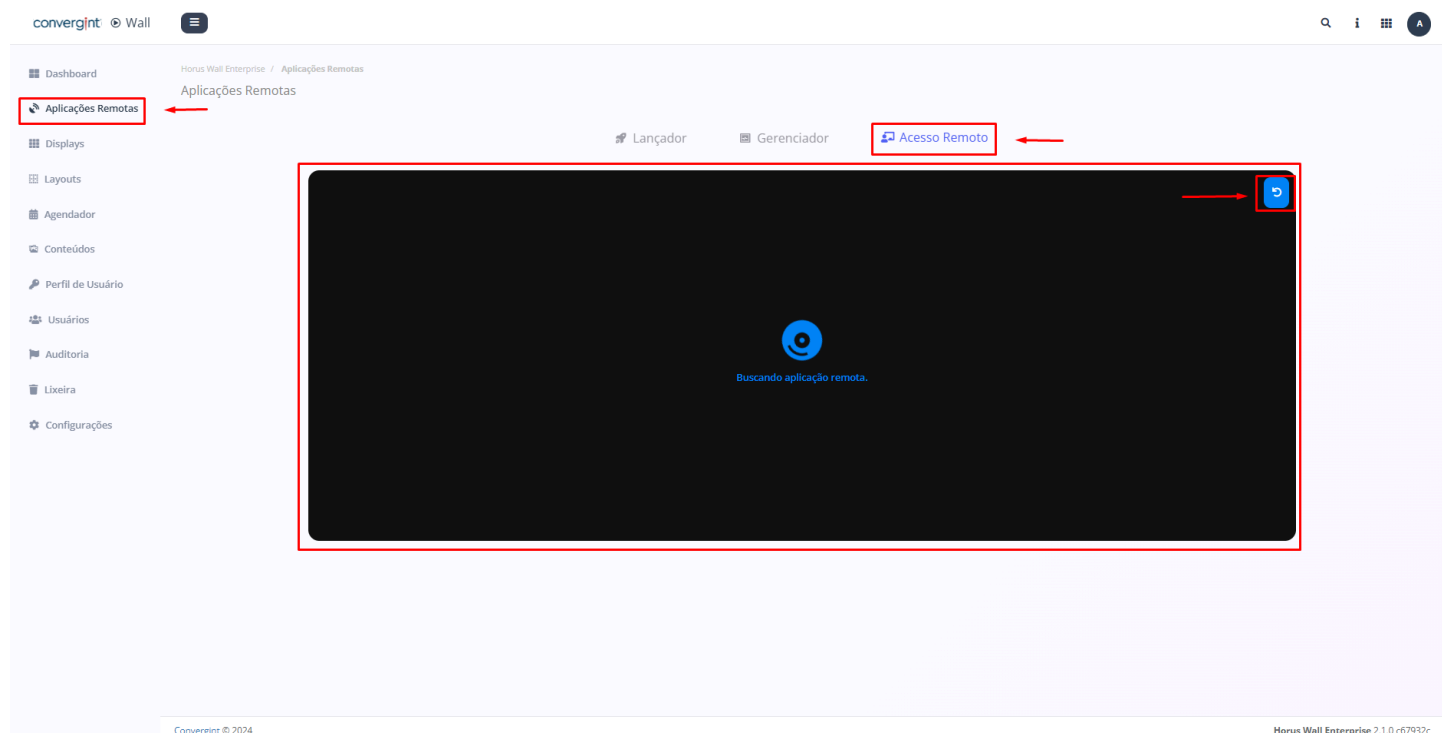 convergint Wall
A
Dashboard
Aplicações Remotas
Displays
Layouts
Agendador
Conteúdos
Perfil de Usuário
Usuários
Auditoria
Lixeira
Configurações
Horus Wall Enterprise / Aplicações Remotas
Aplicações Remotas
Lançador
Gerenciador
Acesso Remoto
Buscando aplicação remota.
Convergint © 2024
Horus Wall Enterprise 2.1.0 c67932c